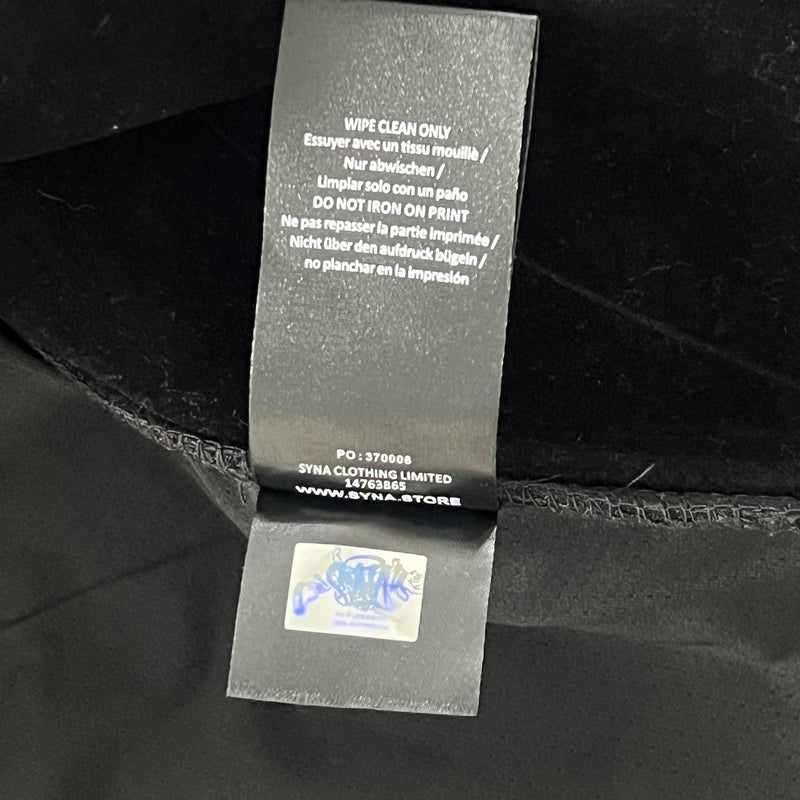 WIPE CLEAN ONLY
Essuyer avec un tissu mouillè /
Nur abwischen /
Limpiar solo con un paño
DO NOT IRON ON PRINT
Ne pas repasser la partie imprimée /
Nicht über den aufdruck bügeln /
no planchar en la impresión
PO : 370008
SYNA CLOTHING LIMITED
14763865
WWW.SYNA.STORE